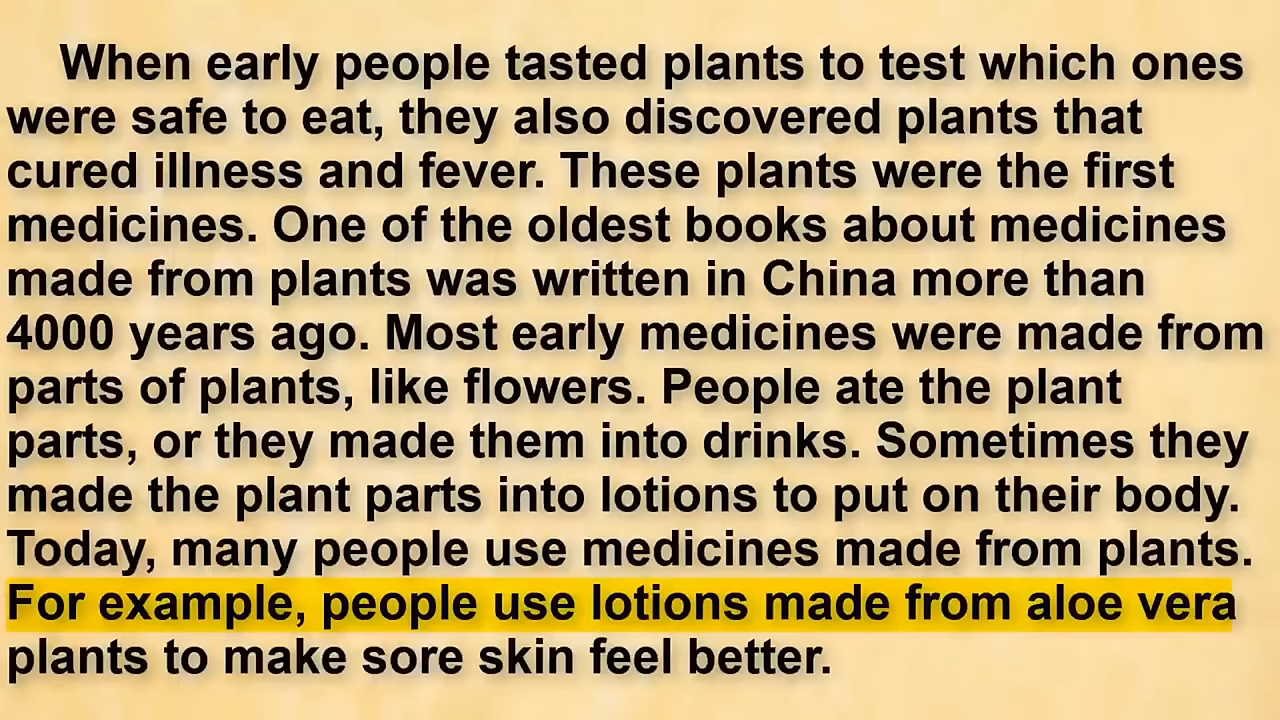 When early people tasted plants to test which ones
were safe to eat, they also discovered plants that
cured illness and fever. These plants were the first
medicines. One of the oldest books about medicines
made from plants was written in China more than
4000 years ago. Most early medicines were made from
parts of plants, like flowers. People ate the plant
parts, or they made them into drinks. Sometimes they
made the plant parts into lotions to put on their body.
Today, many people use medicines made from plants.
For example, people use lotions made from aloe vera
plants to make sore skin feel better.